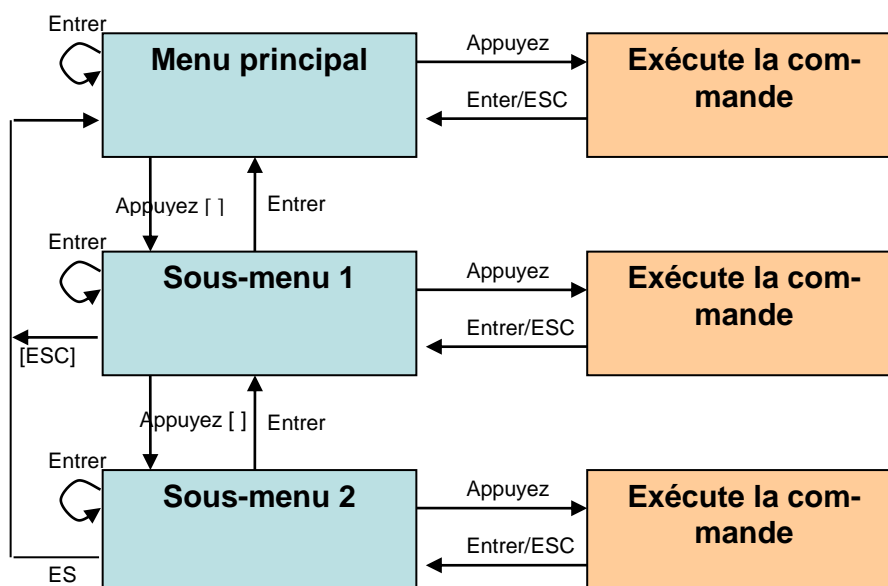 Entrer
Menu principal
Appuyez
Exécute la com-
mande
Enter/ESC
Appuyez [ ]
Entrer
Entrer
Sous-menu 1
Appuyez
Exécute la com-
mande
Entrer/ESC
[ESC]
Appuyez [ ]
Entrer
Entrer
Sous-menu 2
Appuyez
Exécute la com-
mande
Entrer/ESC
ES